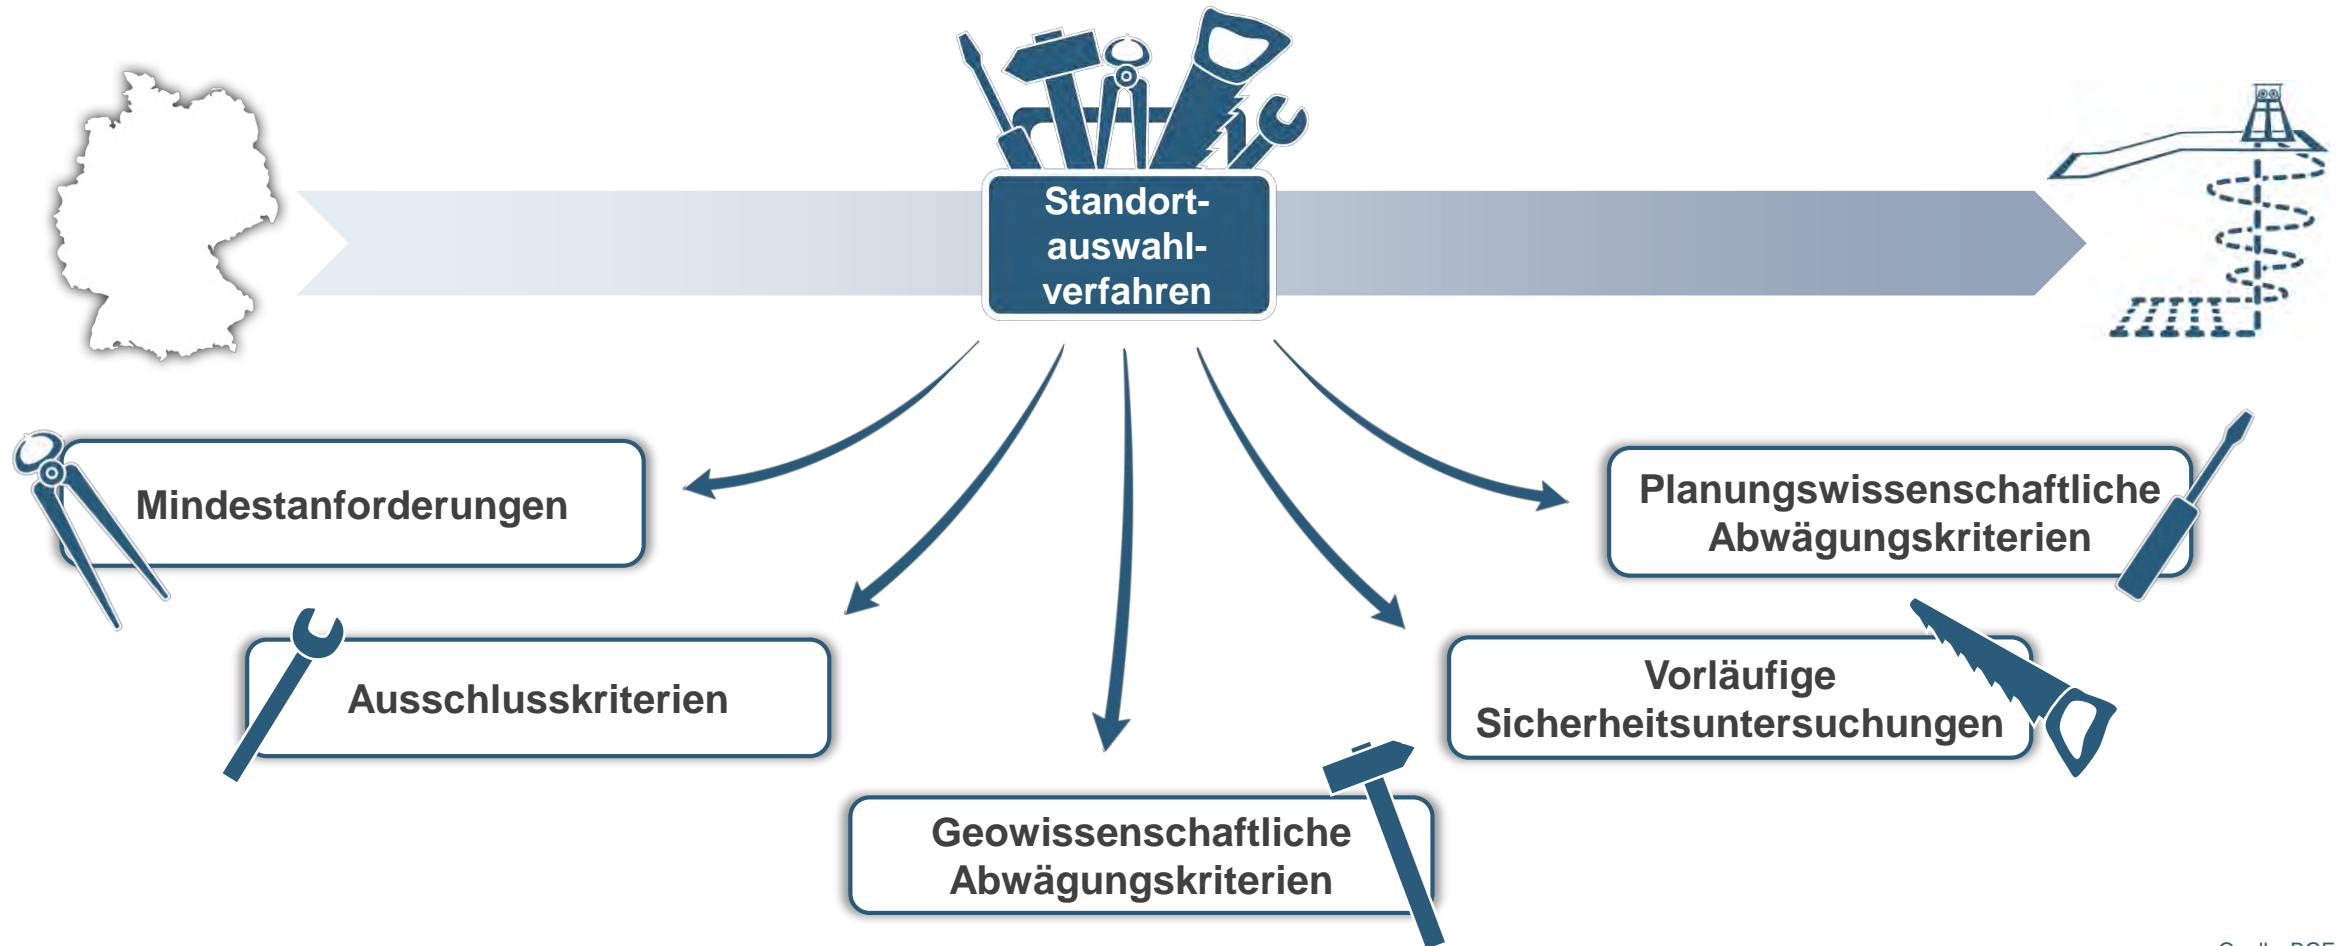 Standort-
auswahl-
verfahren
Mindestanforderungen
Planungswissenschaftliche
Abwägungskriterien
Ausschlusskriterien
Vorläufige
Sicherheitsuntersuchungen
Geowissenschaftliche
Abwägungskriterien